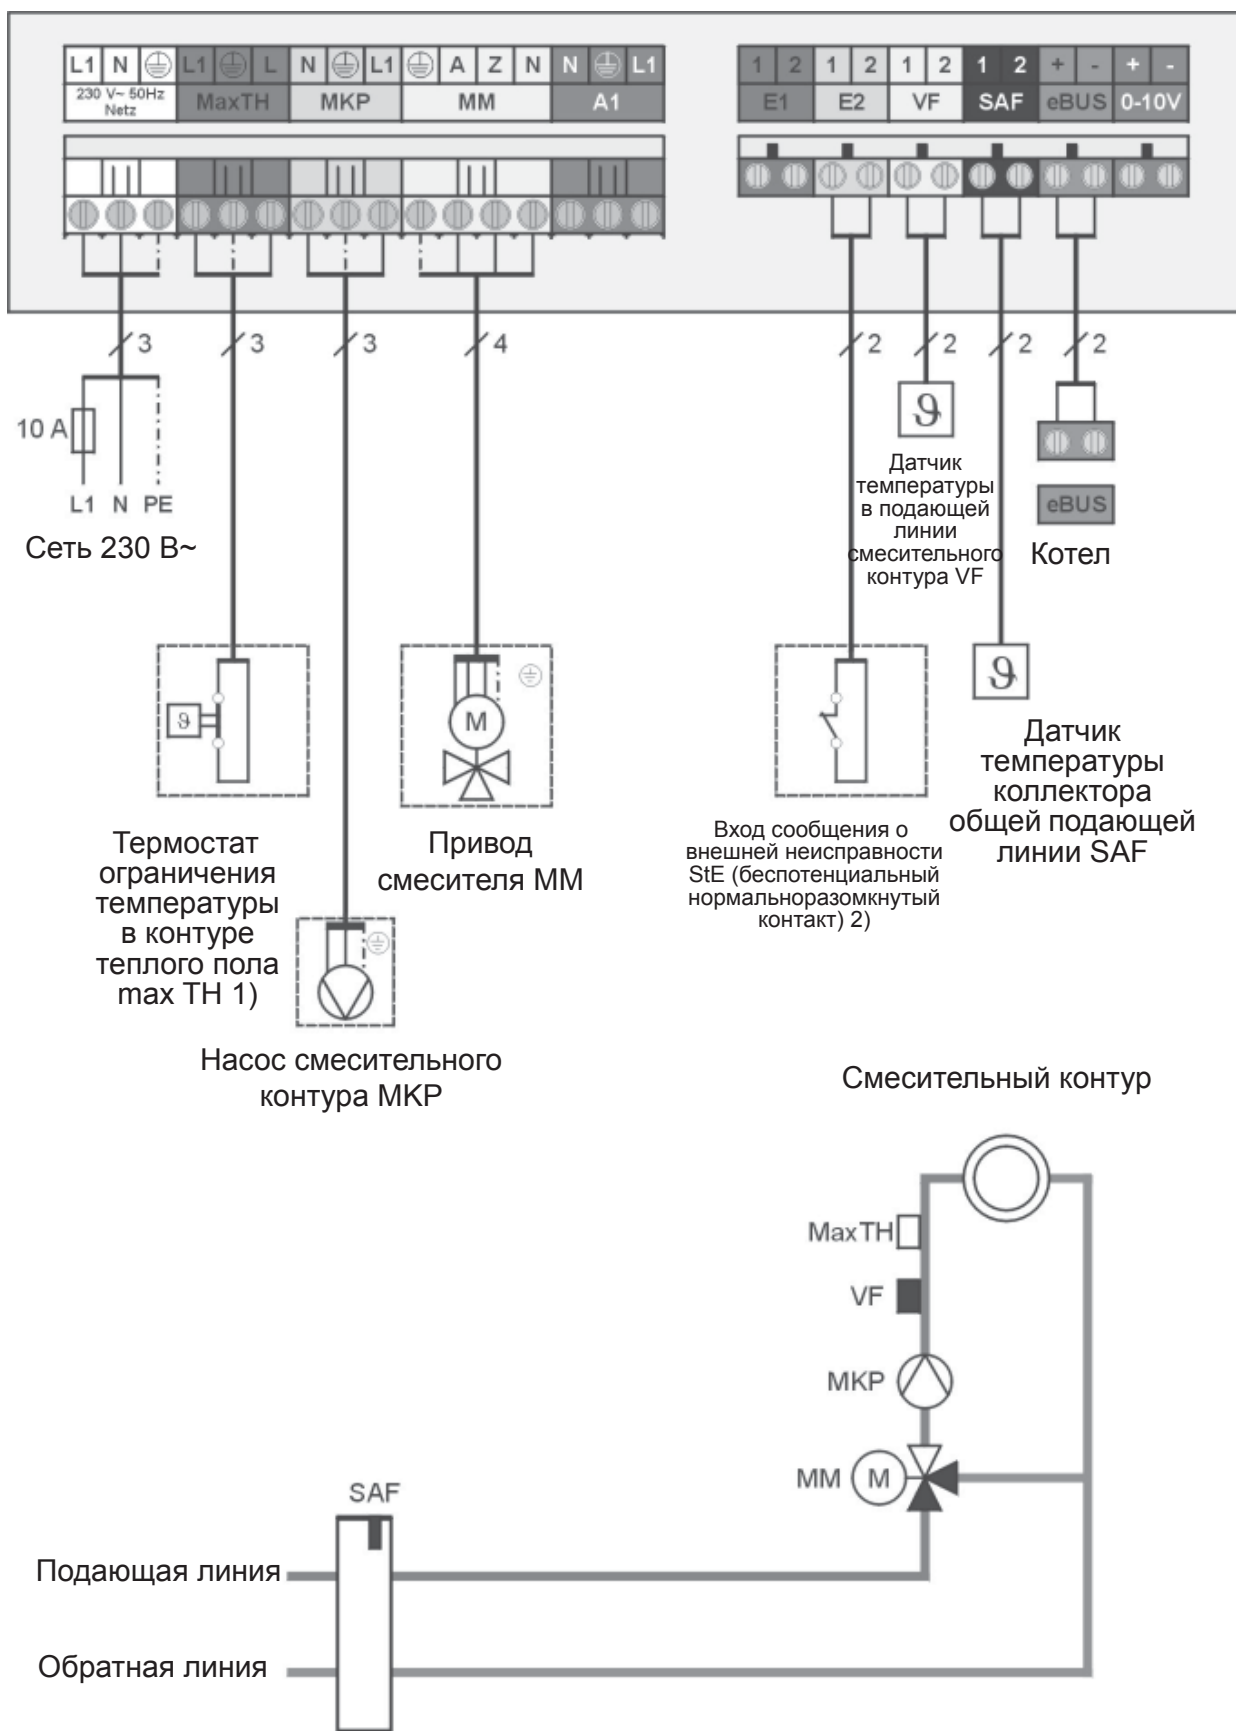 L1 N L1 L N L1 A Z N N L1
230 V~ 50Hz
Netz
MaxTH MKP MM A1
1 2 1 2 1 2 1 2 + - + -
E1 E2 VF SAF eBUS 0-10V
3 3 3 4 2 2 2 2
10 A
L1 N PE
Сеть 230 В~
ϑ
Датчик
температуры
в подающей
линии
смесительного
контура VF
eBUS
Котел
ϑ
Термостат
ограничения
температуры
в контуре
теплого пола
max TH 1)
M
Привод
смесителя ММ
Насос смесительного
контура МКР
Вход сообщения о
внешней неисправности
StE (беспотенциальный
нормальноразомкнутый
контакт) 2)
ϑ
Датчик
температуры
коллектора
общей подающей
линии SAF
Смесительный контур
MaxTH
VF
MKP
MM M
SAF
Подающая линия
Обратная линия